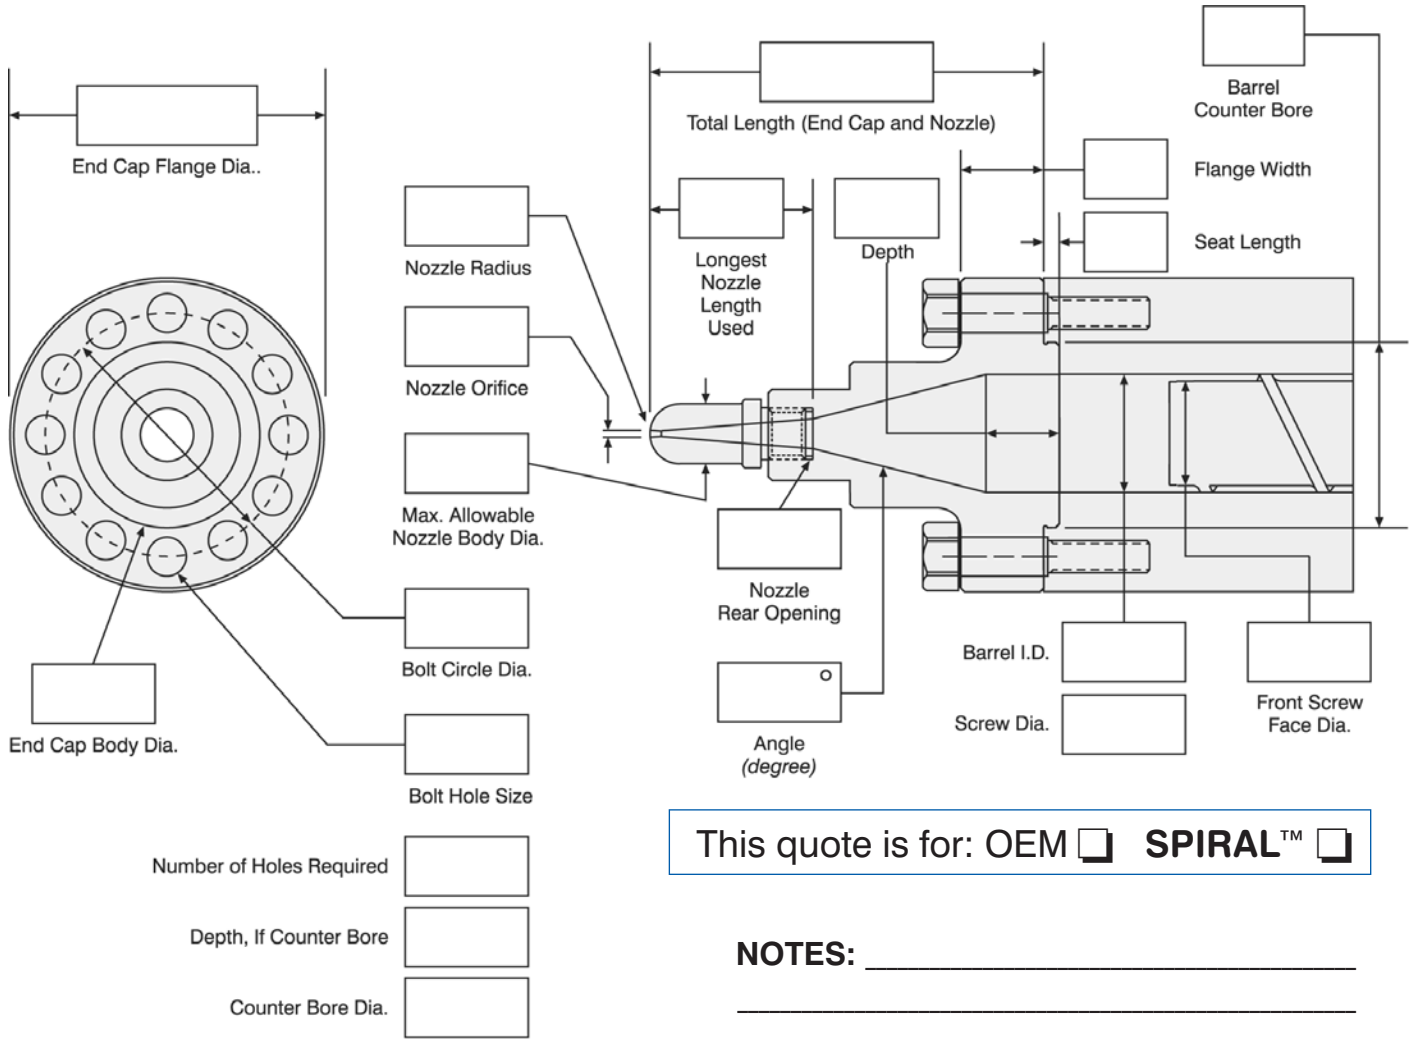 Barrel
Counter Bore
Total Length (End Cap and Nozzle)
End Cap Flange Dia..
Flange Width
Seat Length
Nozzle Radius
Longest
Nozzle
Length
Used
Depth
Nozzle Orifice
Max. Allowable
Nozzle Body Dia.
Nozzle
Rear Opening
Bolt Circle Dia.
Barrel I.D.
Front Screw
Face Dia.
Screw Dia.
End Cap Body Dia.
Angle
(degree)
Bolt Hole Size
This quote is for: OEM ❑ SPIRAL™ ❑
Number of Holes Required
Depth, If Counter Bore
Counter Bore Dia.
NOTES: